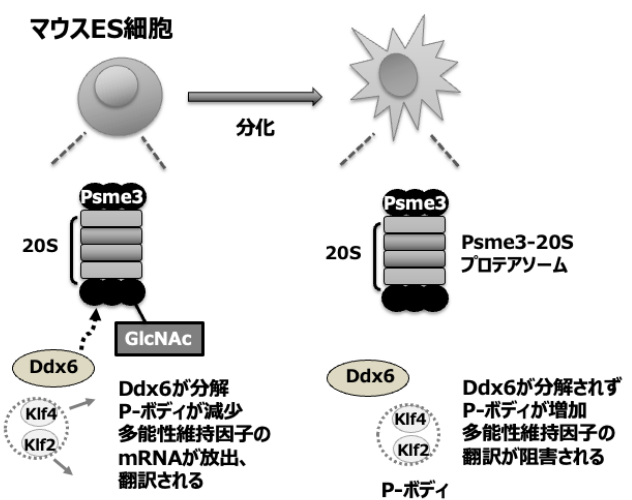 マウスES細胞
分化
Psme3
20S
GlcNAc
Ddx6
Klf4
Klf2
Ddx6が分解
P-ボディが減少
多能性維持因子の
mRNAが放出、
翻訳される
Psme3
20S
Psme3-20S
プロテアソーム
Ddx6
Klf4
Klf2
P-ボディ
Ddx6が分解されず
P-ボディが増加
多能性維持因子の
翻訳が阻害される